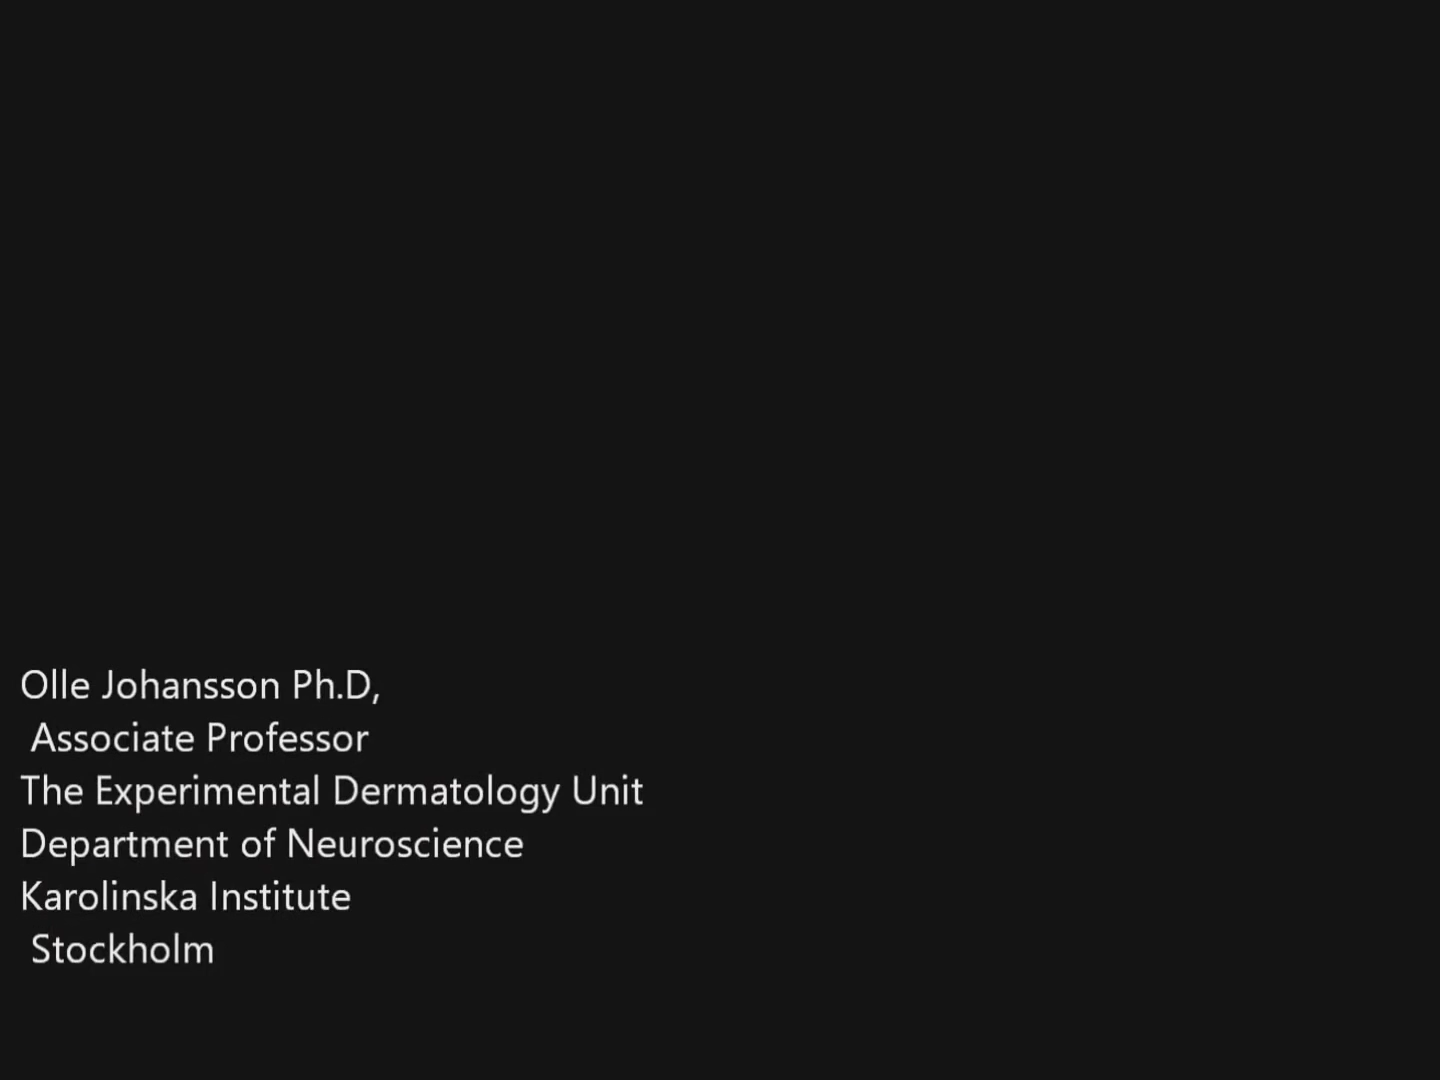 Olle Johansson Ph.D,
Associate Professor
The Experimental Dermatology Unit
Department of Neuroscience
Karolinska Institute
Stockholm